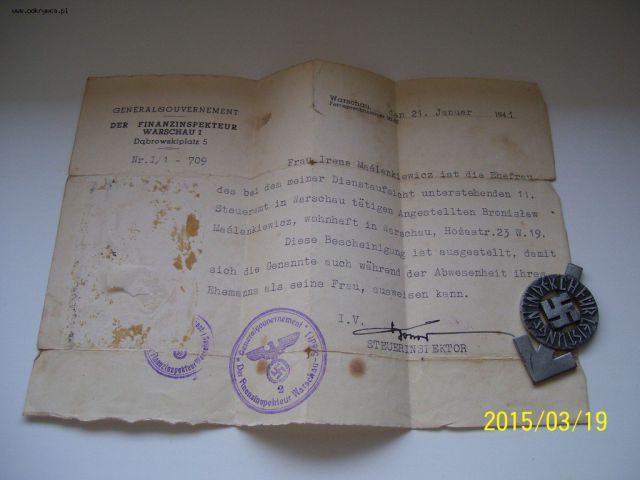 www.odkrywca.pl
GENERALGOUVERNEMENT
DER FINANZINSPEKTEUR
WARSCHAU I
Dąbrowskiplatz 5
Nr.I/1 - 709
Warschau, den 21. Januar 1941
Frau Irena Maślankiewicz ist die Ehefrau
des bei dem meiner Dienstaufsicht unterstehenden 11.
Steueramt in Warschau tätigen Angestellten Bronisław
Maślankiewicz, wohnhaft in Warschau, Hożastr.23 W.19.
Diese Bescheinigung ist ausgestellt, damit
sich die Genannte auch während der Abwesenheit ihres
Ehemanns als seine Frau, ausweisen kann.
I.V.
STEUERINSPEKTOR
Generalgouvernement
Der Finanzinspekteur Warschau
2
2015/03/19